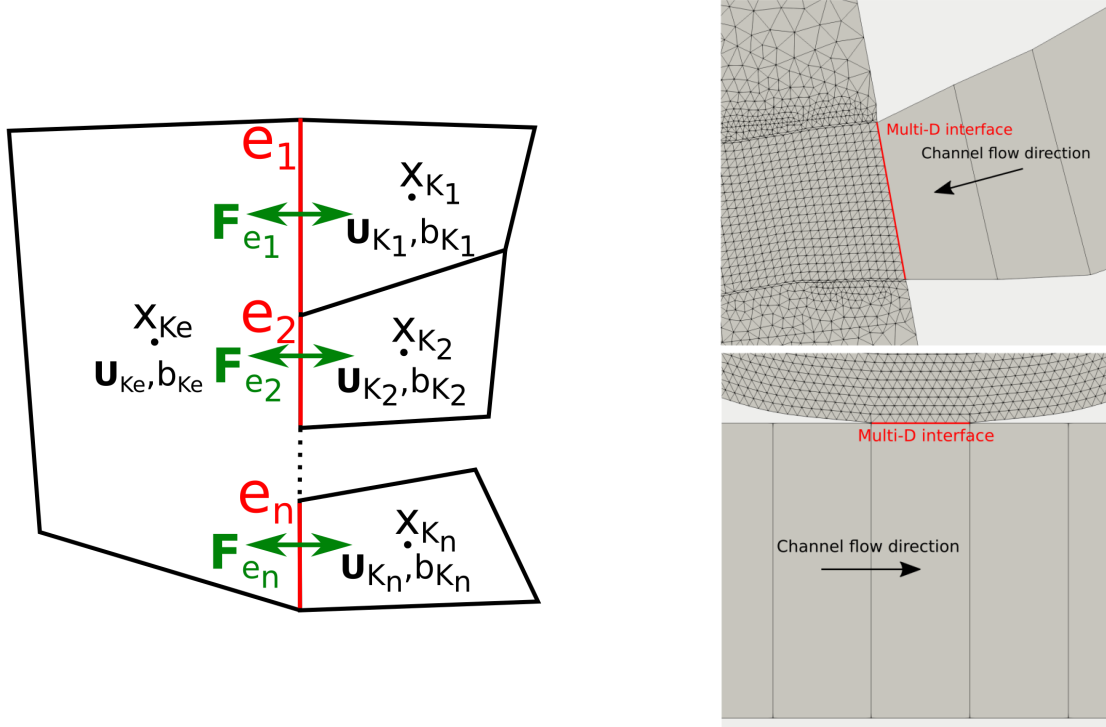 e1
xK1
Fe1
UK1,bK1
e2
xKe
xK2
UKe,bKe
Fe2
UK2,bK2
en
xKn
Fen
UKn,bKn
Multi-D interface
Channel flow direction
Multi-D interface
Channel flow direction